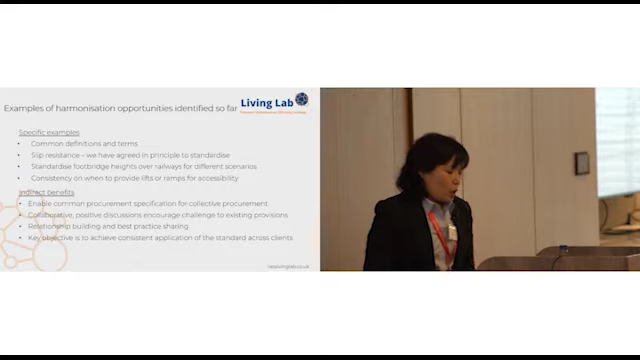 Living Lab
Examples of harmonisation opportunities identified so far
Specific examples
• Common definitions and terms
• Slip resistance – we have agreed in principle to standardise
• Standardise footbridge heights over railways for different scenarios
• Consistency on when to provide lifts or ramps for accessibility
Indirect benefits
• Enable common procurement specification for collective procurement
• Collaborative, positive discussions encourage challenge to existing provisions
• Relationship building and best practice sharing
• Key objective is to achieve consistent application of the standard across clients